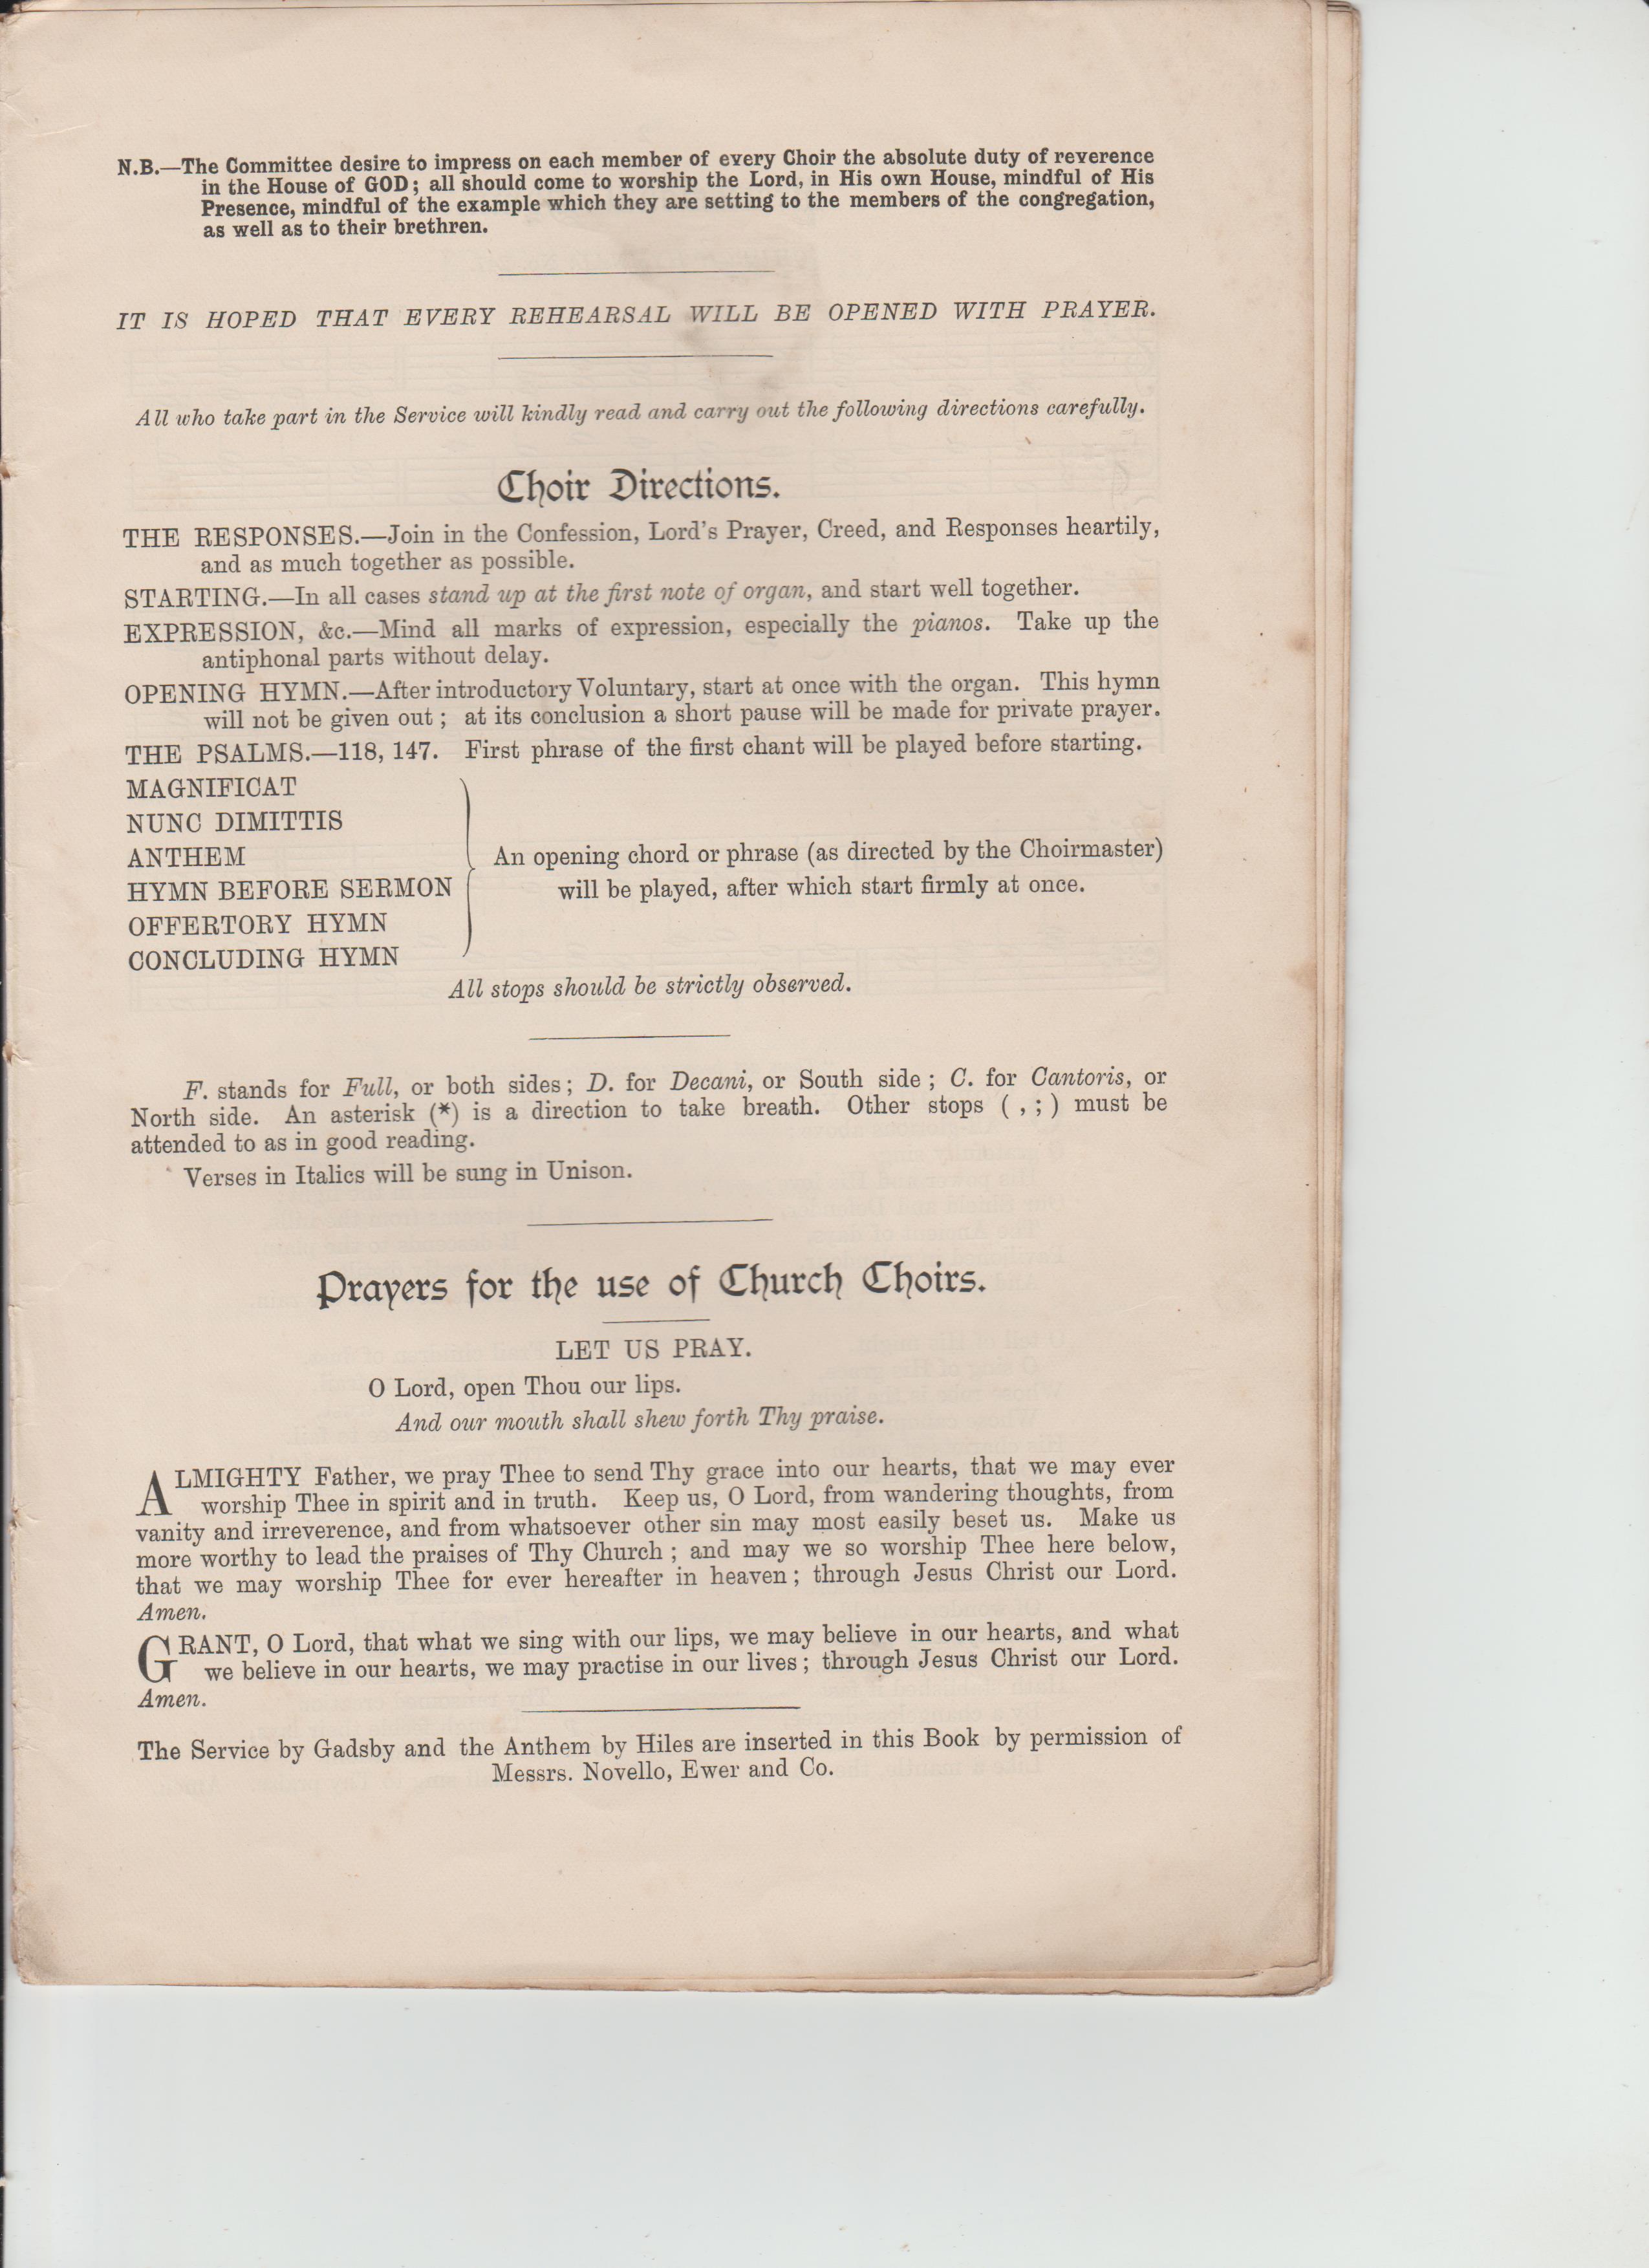 N.B.—The Committee desire to impress on each member of every Choir the absolute duty of reverence
in the House of GOD; all should come to worship the Lord, in His own House, mindful of His
Presence, mindful of the example which they are setting to the members of the congregation,
as well as to their brethren.
IT IS HOPED THAT EVERY REHEARSAL WILL BE OPENED WITH PRAYER.
All who take part in the Service will kindly read and carry out the following directions carefully.
Choir Directions.
THE RESPONSES.—Join in the Confession, Lord's Prayer, Creed, and Responses heartily,
and as much together as possible.
STARTING.—In all cases stand up at the first note of organ, and start well together.
EXPRESSION, &c.—Mind all marks of expression, especially the pianos. Take up the
antiphonal parts without delay.
OPENING HYMN.—After introductory Voluntary, start at once with the organ. This hymn
will not be given out; at its conclusion a short pause will be made for private prayer.
THE PSALMS.—118, 147. First phrase of the first chant will be played before starting.
MAGNIFICAT
NUNC DIMITTIS
ANTHEM
HYMN BEFORE SERMON
OFFERTORY HYMN
CONCLUDING HYMN
An opening chord or phrase (as directed by the Choirmaster)
will be played, after which start firmly at once.
All stops should be strictly observed.
F. stands for Full, or both sides; D. for Decani, or South side; C. for Cantoris, or
North side. An asterisk (*) is a direction to take breath. Other stops ( , ; ) must be
attended to as in good reading.
Verses in Italics will be sung in Unison.
Prayers for the use of Church Choirs.
LET US PRAY.
O Lord, open Thou our lips.
And our mouth shall shew forth Thy praise.
ALMIGHTY Father, we pray Thee to send Thy grace into our hearts, that we may ever
worship Thee in spirit and in truth. Keep us, O Lord, from wandering thoughts, from
vanity and irreverence, and from whatsoever other sin may most easily beset us. Make us
more worthy to lead the praises of Thy Church; and may we so worship Thee here below,
that we may worship Thee for ever hereafter in heaven; through Jesus Christ our Lord.
Amen.
GRANT, O Lord, that what we sing with our lips, we may believe in our hearts, and what
we believe in our hearts, we may practise in our lives; through Jesus Christ our Lord.
Amen.
The Service by Gadsby and the Anthem by Hiles are inserted in this Book by permission of
Messrs. Novello, Ewer and Co.